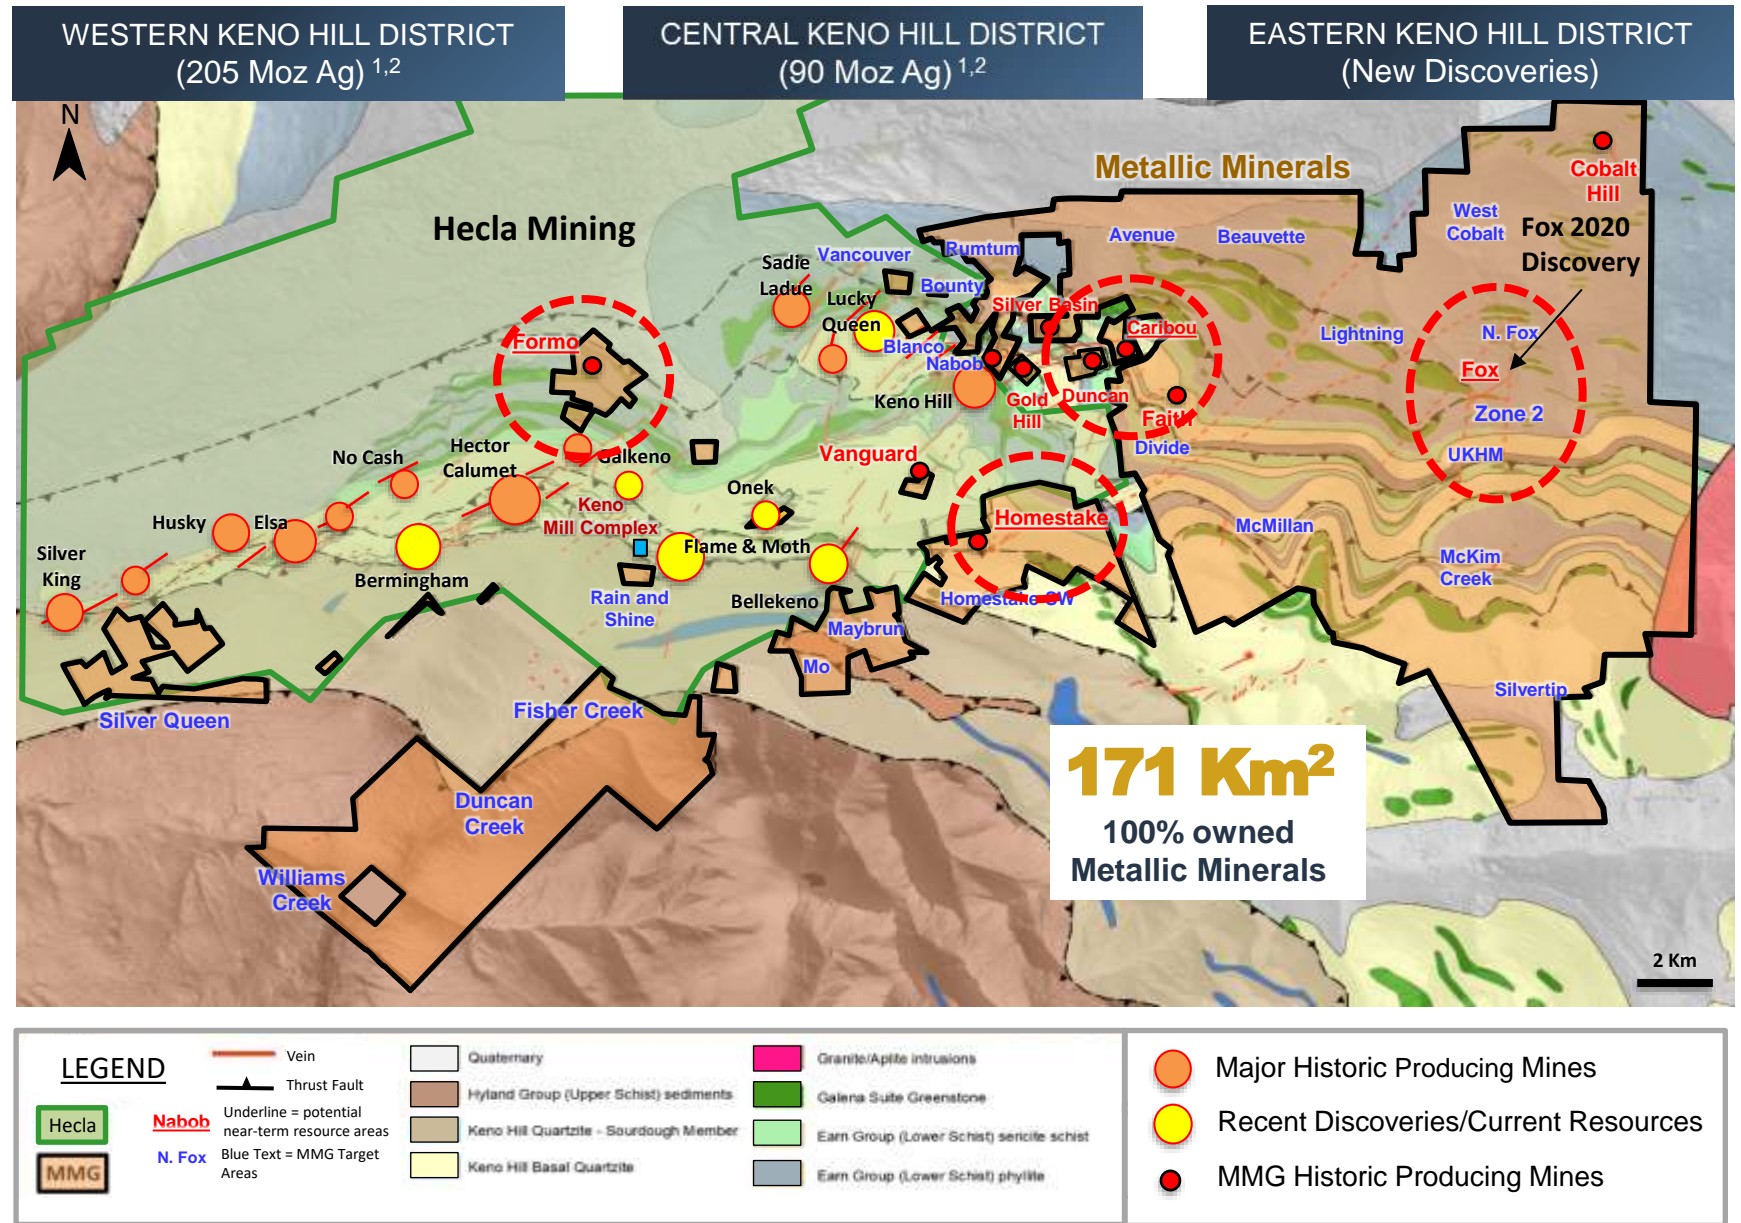 WESTERN KENO HILL DISTRICT
(205 Moz Ag) 1,2
CENTRAL KENO HILL DISTRICT
(90 Moz Ag) 1,2
EASTERN KENO HILL DISTRICT
(New Discoveries)
N
Metallic Minerals
Cobalt
Hill
West
Cobalt
Fox 2020
Discovery
Hecla Mining
Avenue
Beauvette
Vancouver
Rumtum
Sadie
Ladue
Bounty
Lucky
Queen
Silver Basin
Caribou
Lightning
N. Fox
Formo
Blanco
Nabob
Fox
Keno Hill
Gold
Hill
Duncan
Faith
Zone 2
Divide
UKHM
Hector
Calumet
No Cash
Galkeno
Vanguard
Onek
Keno
Mill Complex
Homestake
McMillan
Husky
Elsa
Flame & Moth
Silver
King
Bermingham
McKim
Creek
Rain and
Shine
Bellekeno
Homestake SW
Maybrun
Mo
Silvertip
Silver Queen
Fisher Creek
171 Km2
100% owned
Metallic Minerals
Duncan
Creek
Williams
Creek
2 Km
LEGEND
Hecla
MMG
Vein
Thrust Fault
Nabob
Underline = potential
near-term resource areas
N. Fox
Blue Text = MMG Target
Areas
Quaternary
Hyland Group (Upper Schist) sediments
Keno Hill Quartzite - Sourdough Member
Keno Hill Basal Quartzite
Granite/Aplite intrusions
Galena Suite Greenstone
Earn Group (Lower Schist) sericite schist
Earn Group (Lower Schist) phyllite
Major Historic Producing Mines
Recent Discoveries/Current Resources
MMG Historic Producing Mines